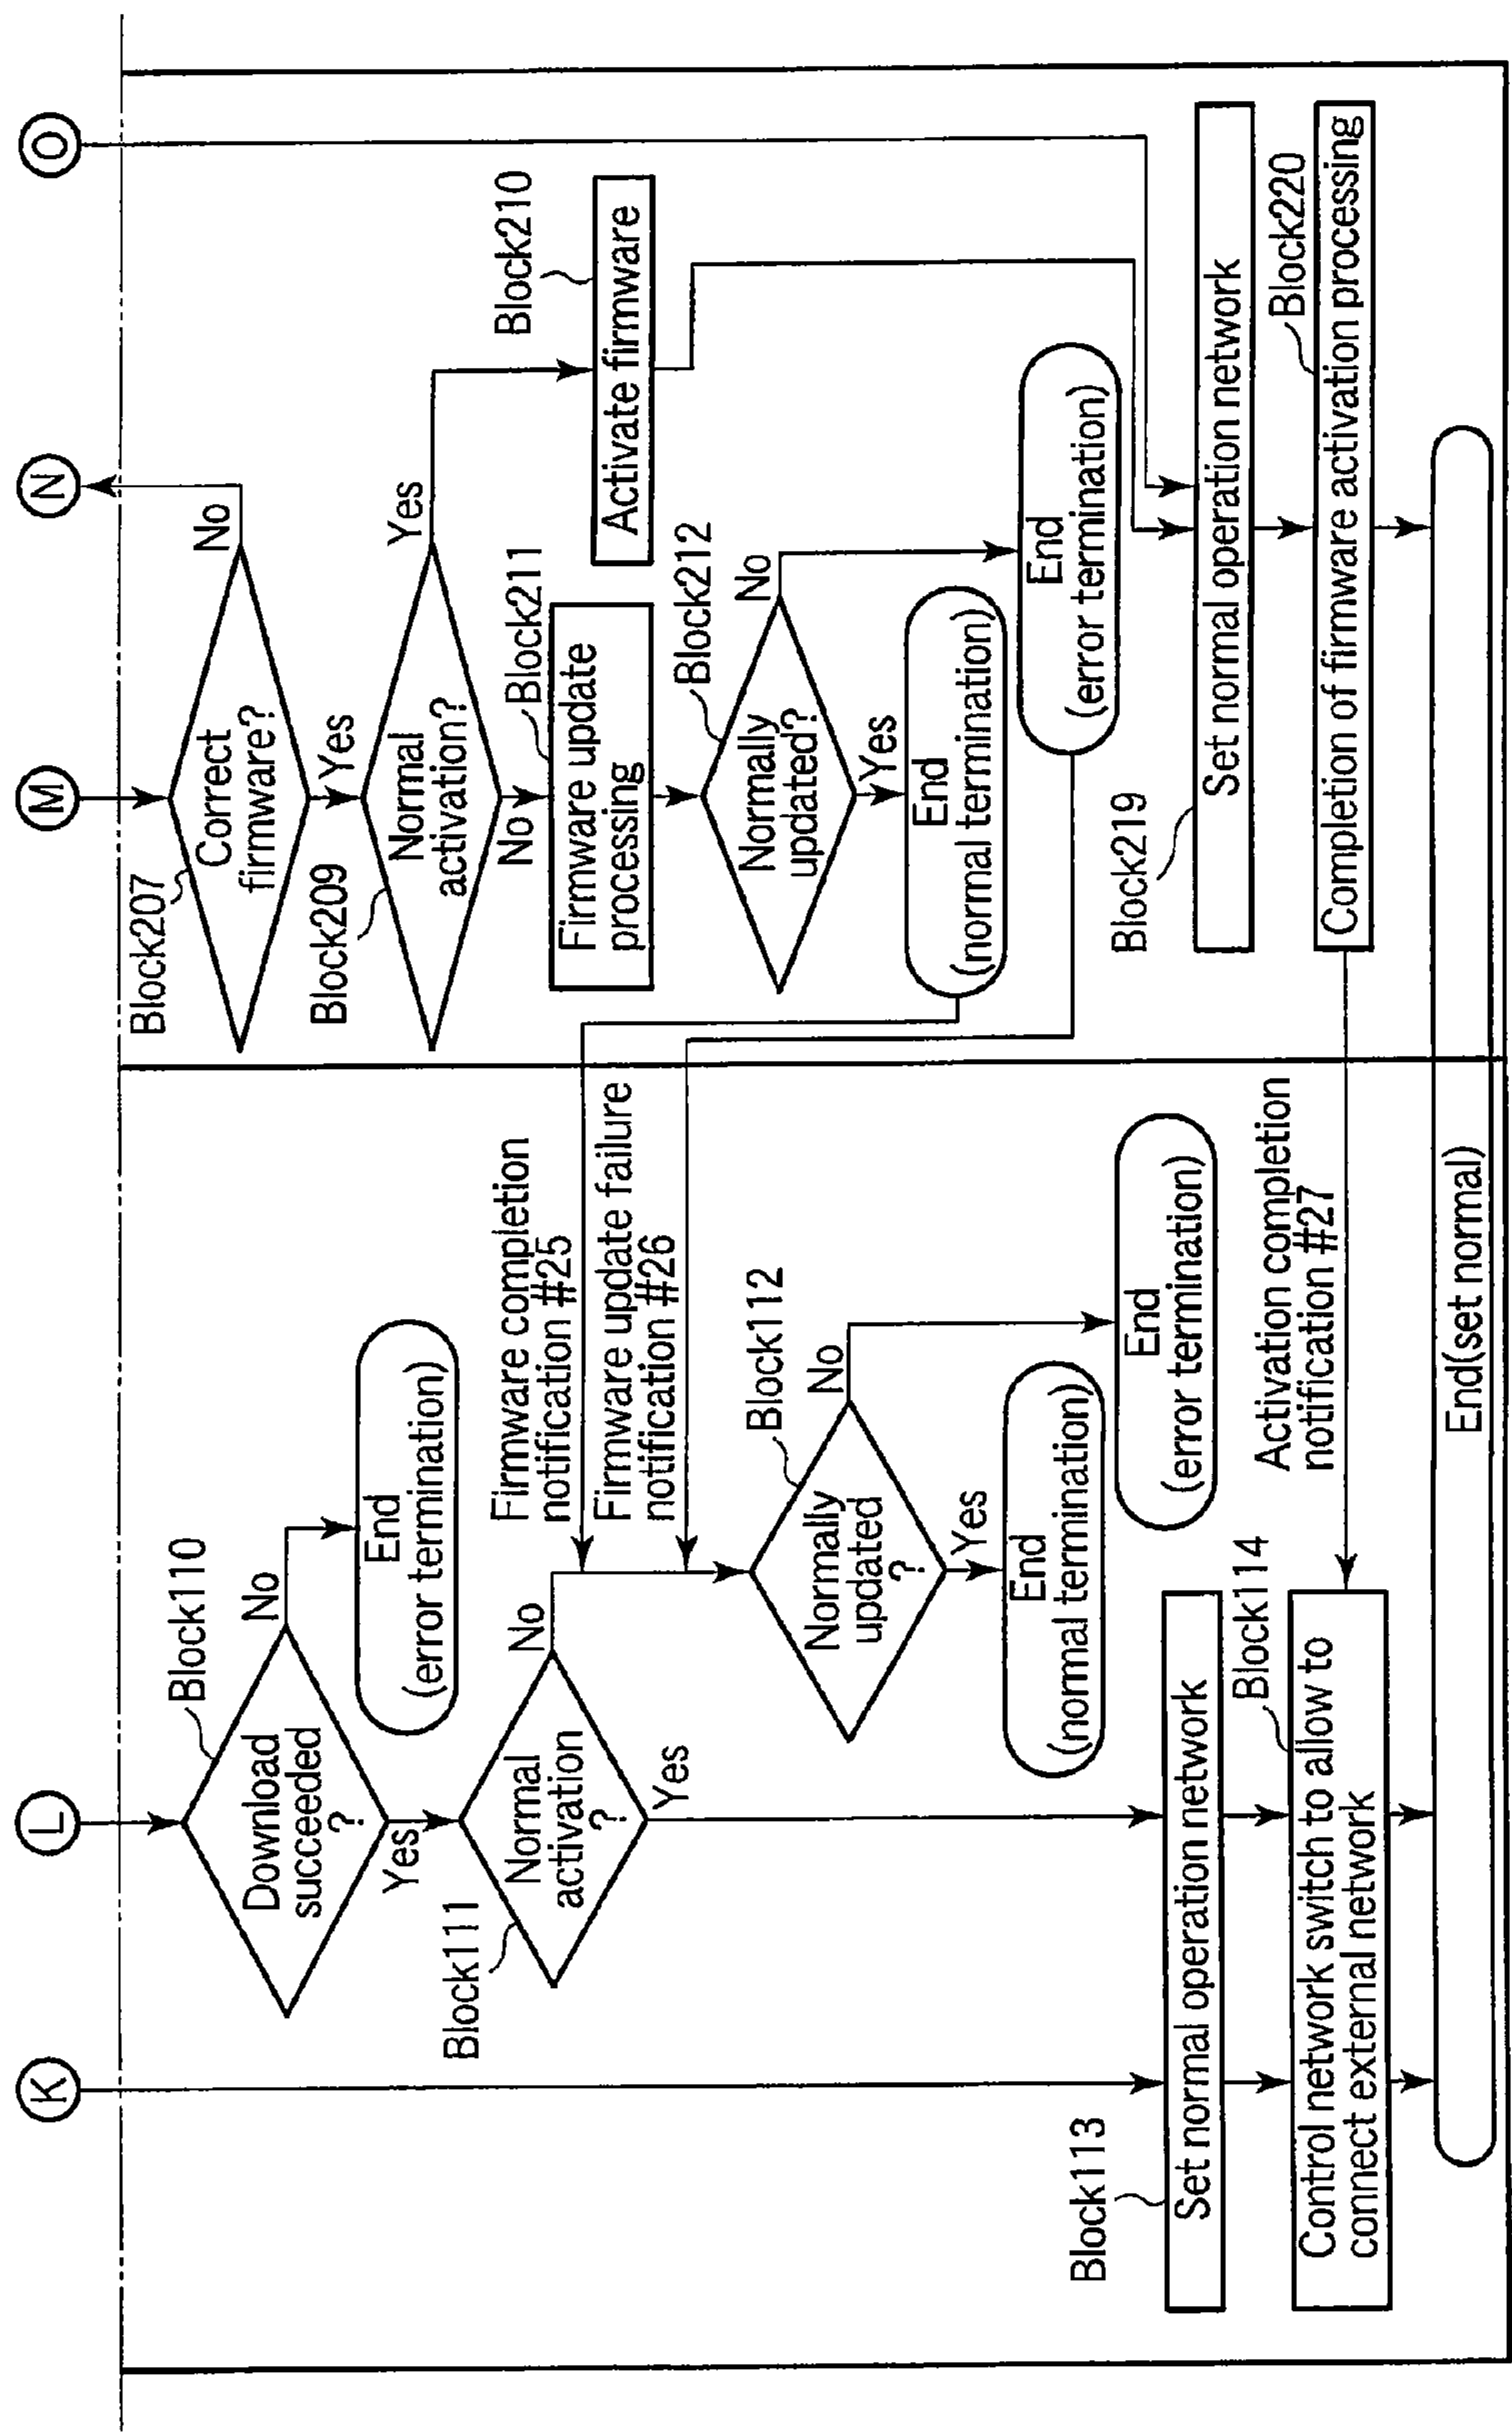 K
L
M
N
O
Block110
Download
succeeded
?
No
Yes
End
(error termination)
Block111
Normal
activation
?
No
Yes
Firmware completion
notification #25
Firmware update failure
notification #26
Block112
Normally
updated
?
No
Yes
End
(normal termination)
End
(error termination)
Block113
Set normal operation network
Block114
Control network switch to allow to
connect external network
Activation completion
notification #27
End(set normal)
Block207
Correct
firmware?
No
Yes
Block209
Normal
activation?
Yes
No
Block210
Activate firmware
Block211
Firmware update
processing
Block212
Normally
updated?
No
Yes
End
(normal termination)
End
(error termination)
Block219
Set normal operation network
Block220
Completion of firmware activation processing